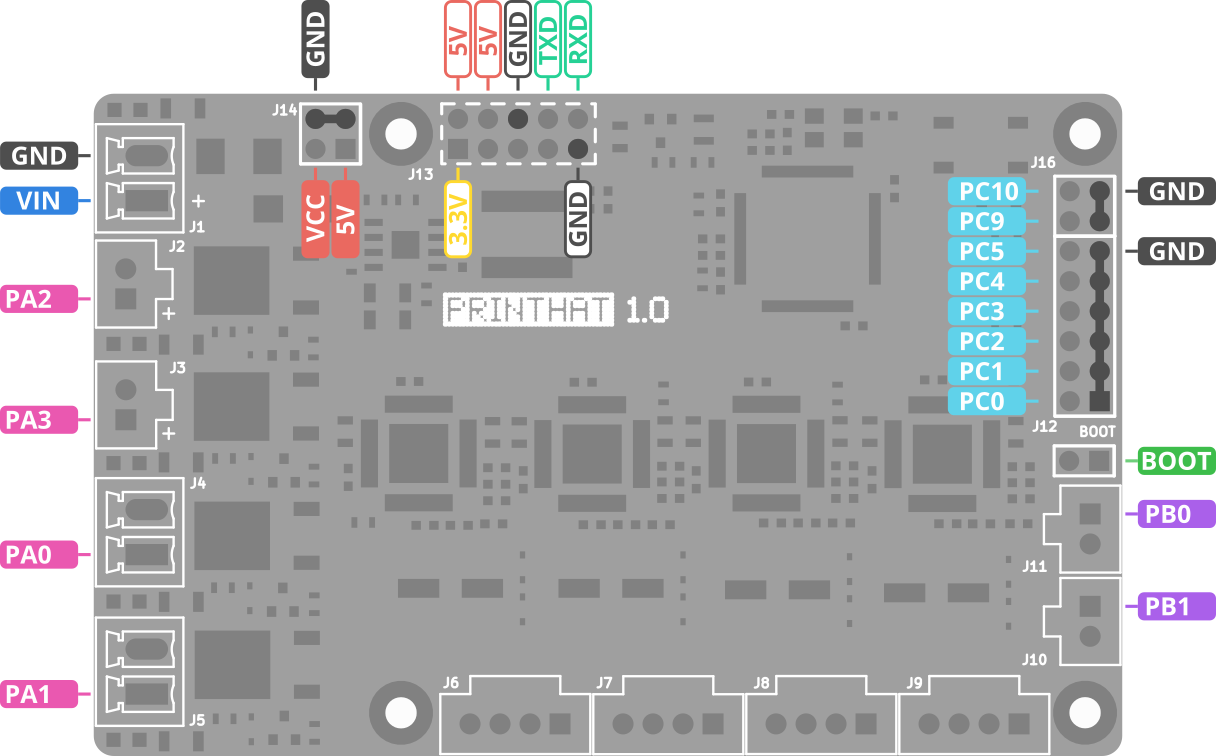 GND
5V
5V
GND
TXD
RXD
J14
J13
VCC
5V
3.3V
GND
GND
VIN
+
J1
J2
PA2
+
J3
PA3
+
J4
PA0
PA1
J5
PRINTHAT 1.0
J16
PC10
GND
PC9
PC5
GND
PC4
PC3
PC2
PC1
PC0
J12
BOOT
BOOT
PB0
J11
PB1
J10
J6
J7
J8
J9